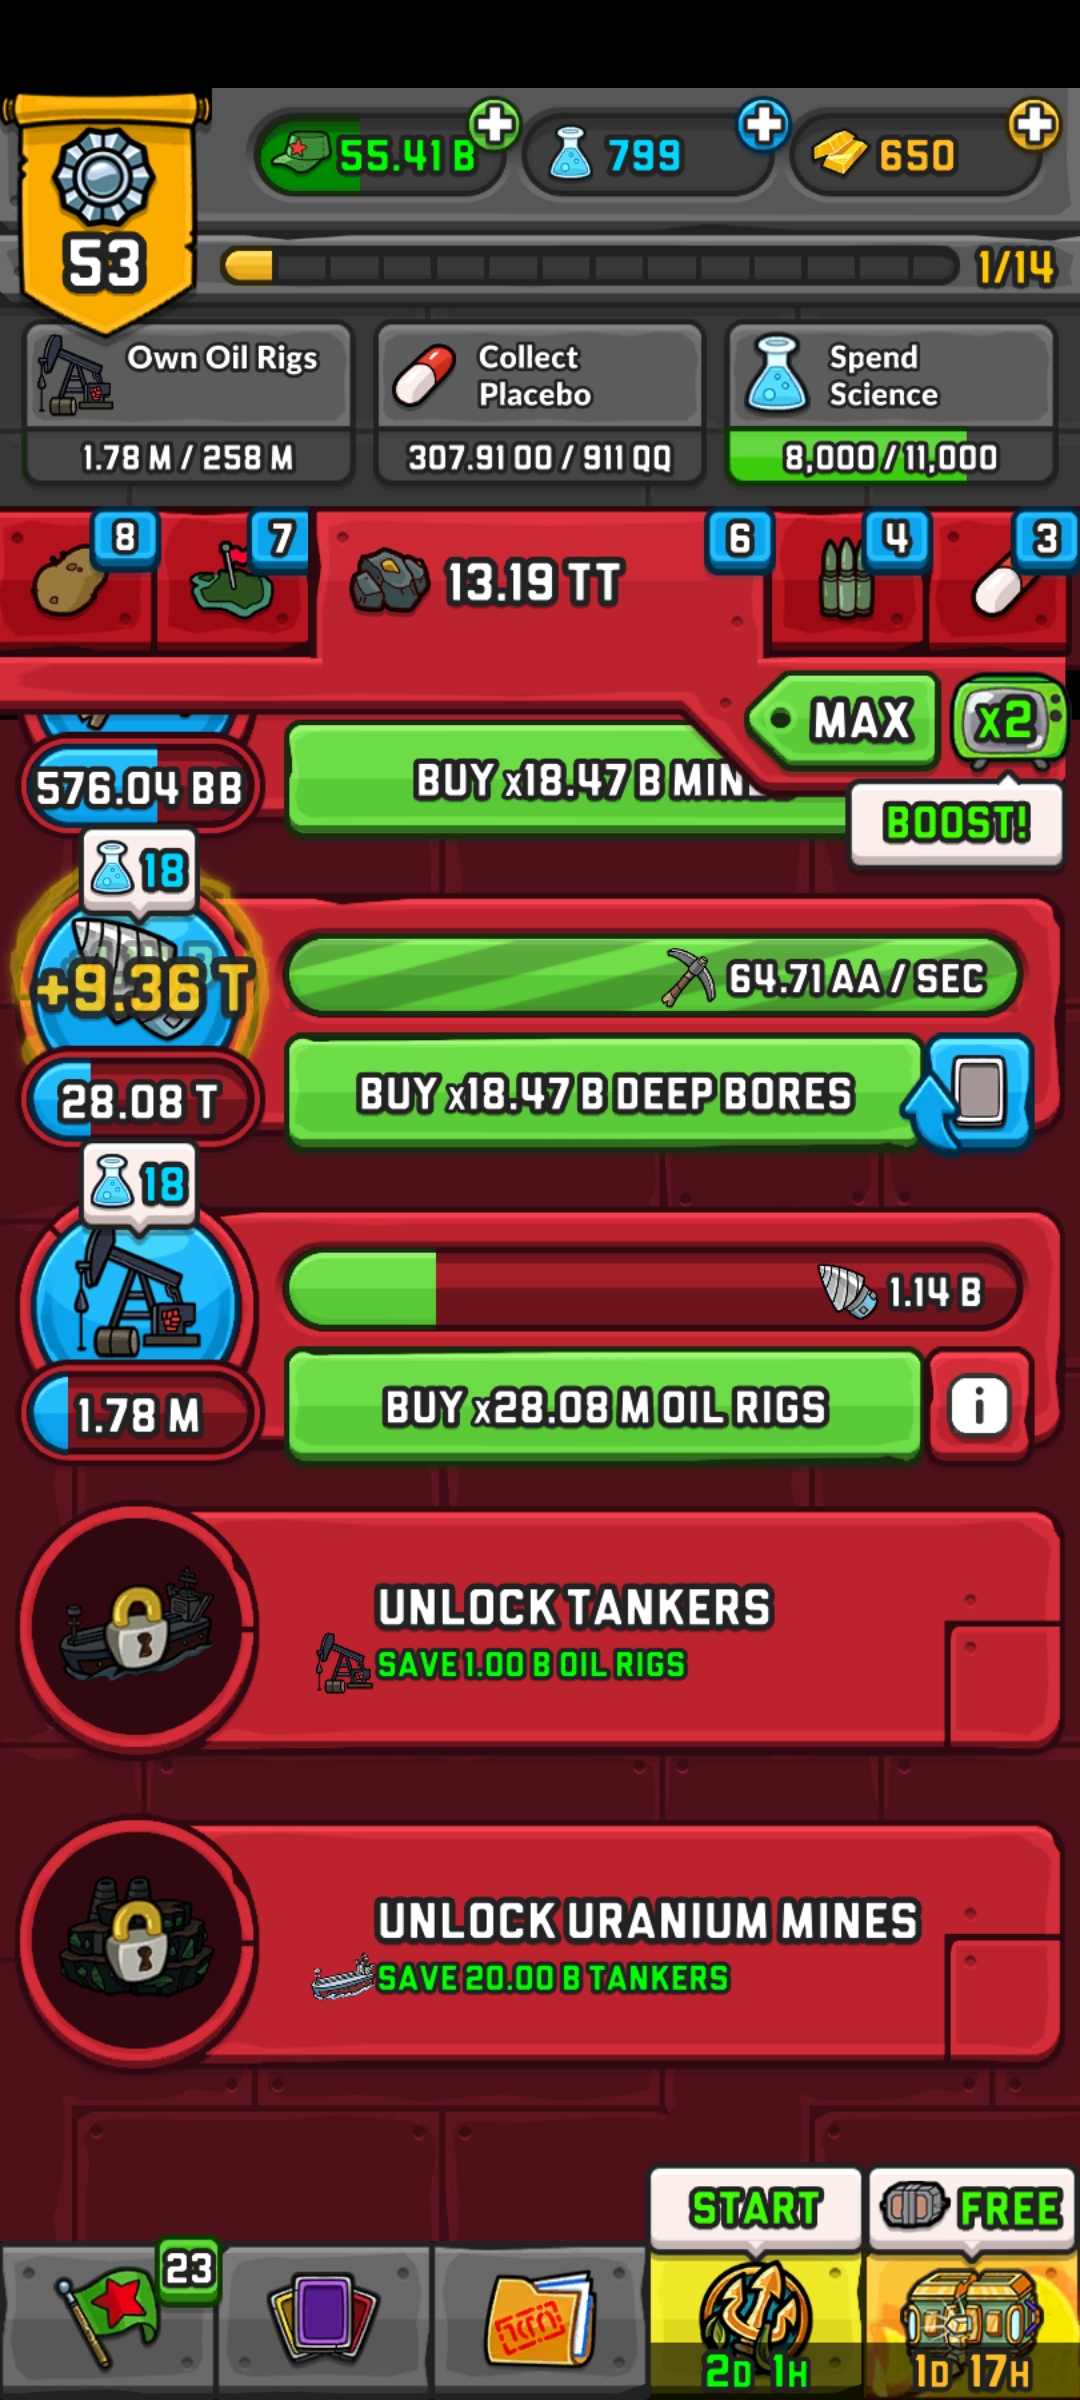 55.41 B
799
650
53
1/14
Own Oil Rigs
1.78 M / 258 M
Collect
Placebo
307.91 OO / 911 QQ
Spend
Science
8,000 / 11,000
8
7
13.19 TT
6
4
3
MAX
x2
BOOST!
576.04 BB
BUY x18.47 B
18
+9.36 T
64.71 AA / SEC
28.08 T
BUY x18.47 B DEEP BORES
18
1.14 B
1.78 M
BUY x28.08 M OIL RIGS
i
UNLOCK TANKERS
SAVE 1.00 B OIL RIGS
UNLOCK URANIUM MINES
SAVE 20.00 B TANKERS
START
FREE
23
2D 1H
1D 17H